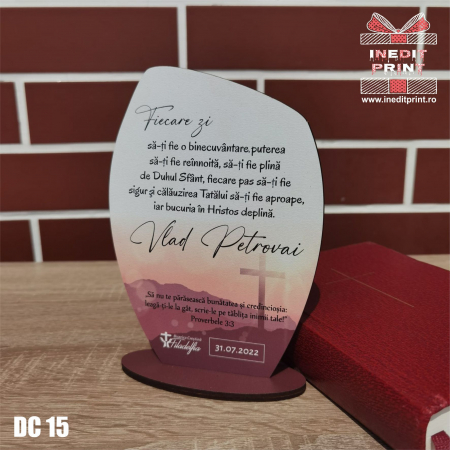 INEDIT
PRINT
www.ineditprint.ro
Fiecare zi
să-ți fie o binecuvântare, puterea
să-ți fie reînnoită, să-ți fie plină
de Duhul Sfânt, fiecare pas să-ți fie
sigur și călăuzirea Tatălui să-ți fie aproape,
iar bucuria în Hristos deplină.
Vlad Petrovai
„Să nu te părăsească bunătatea și credincioșia:
leagă-ți-le la gât, scrie-le pe tăblița inimii tale!"
Proverbele 3:3
Filadelfia
31.07.2022
DC 15